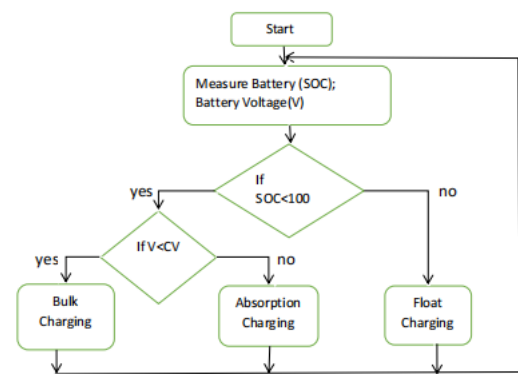 Start
Measure Battery (SOC);
Battery Voltage(V)
If
SOC<100
yes
no
If V<CV
yes
no
Bulk
Charging
Absorption
Charging
Float
Charging